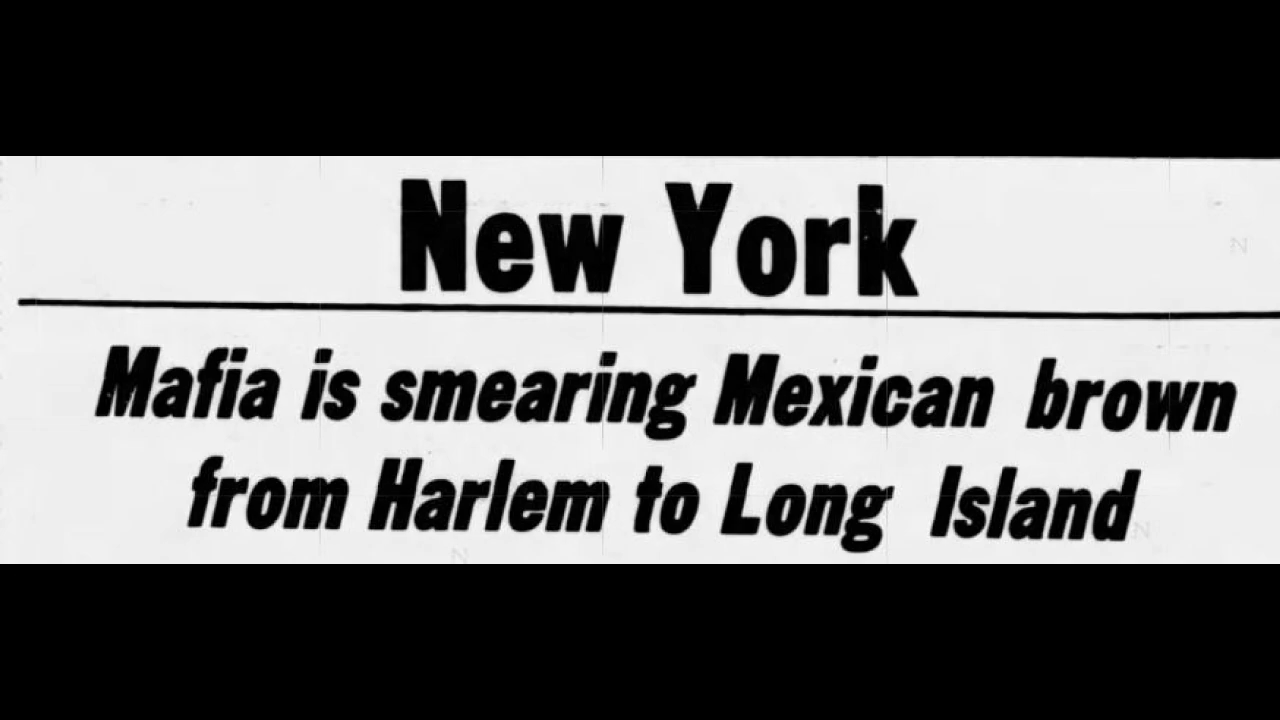 New York
Mafia is smearing Mexican brown
from Harlem to Long Island